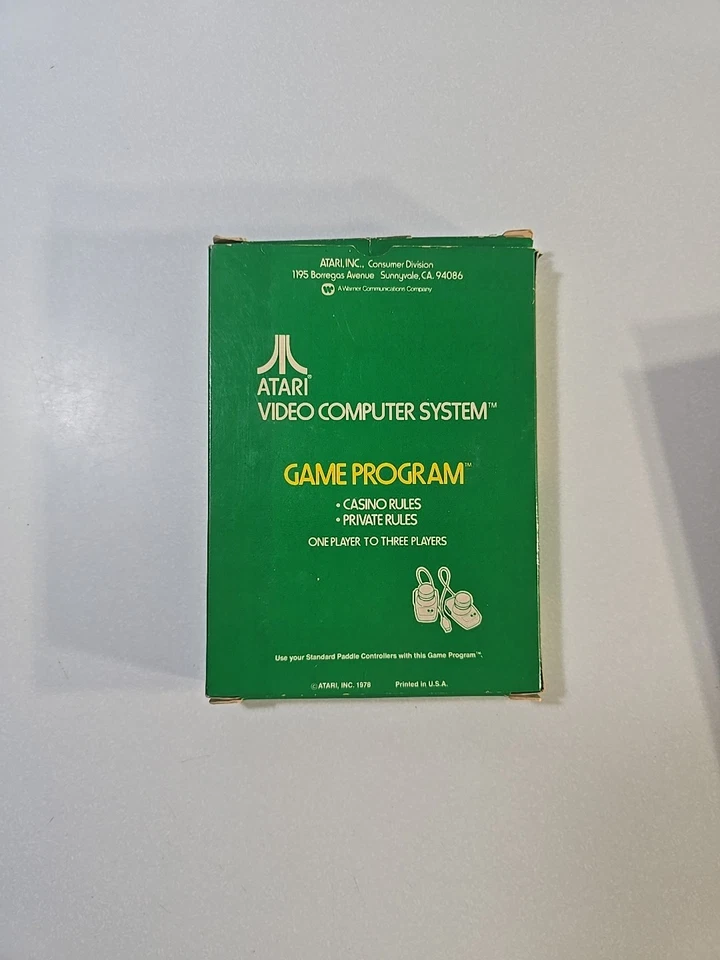 ATARI, INC., Consumer Division
1195 Borregas Avenue Sunnyvale, CA. 94086
A Warner Communications Company
ATARI®
VIDEO COMPUTER SYSTEM™
GAME PROGRAM™
• CASINO RULES
• PRIVATE RULES
ONE PLAYER TO THREE PLAYERS
Use your Standard Paddle Controllers with this Game Program™.
© ATARI, INC. 1978 Printed in U.S.A.